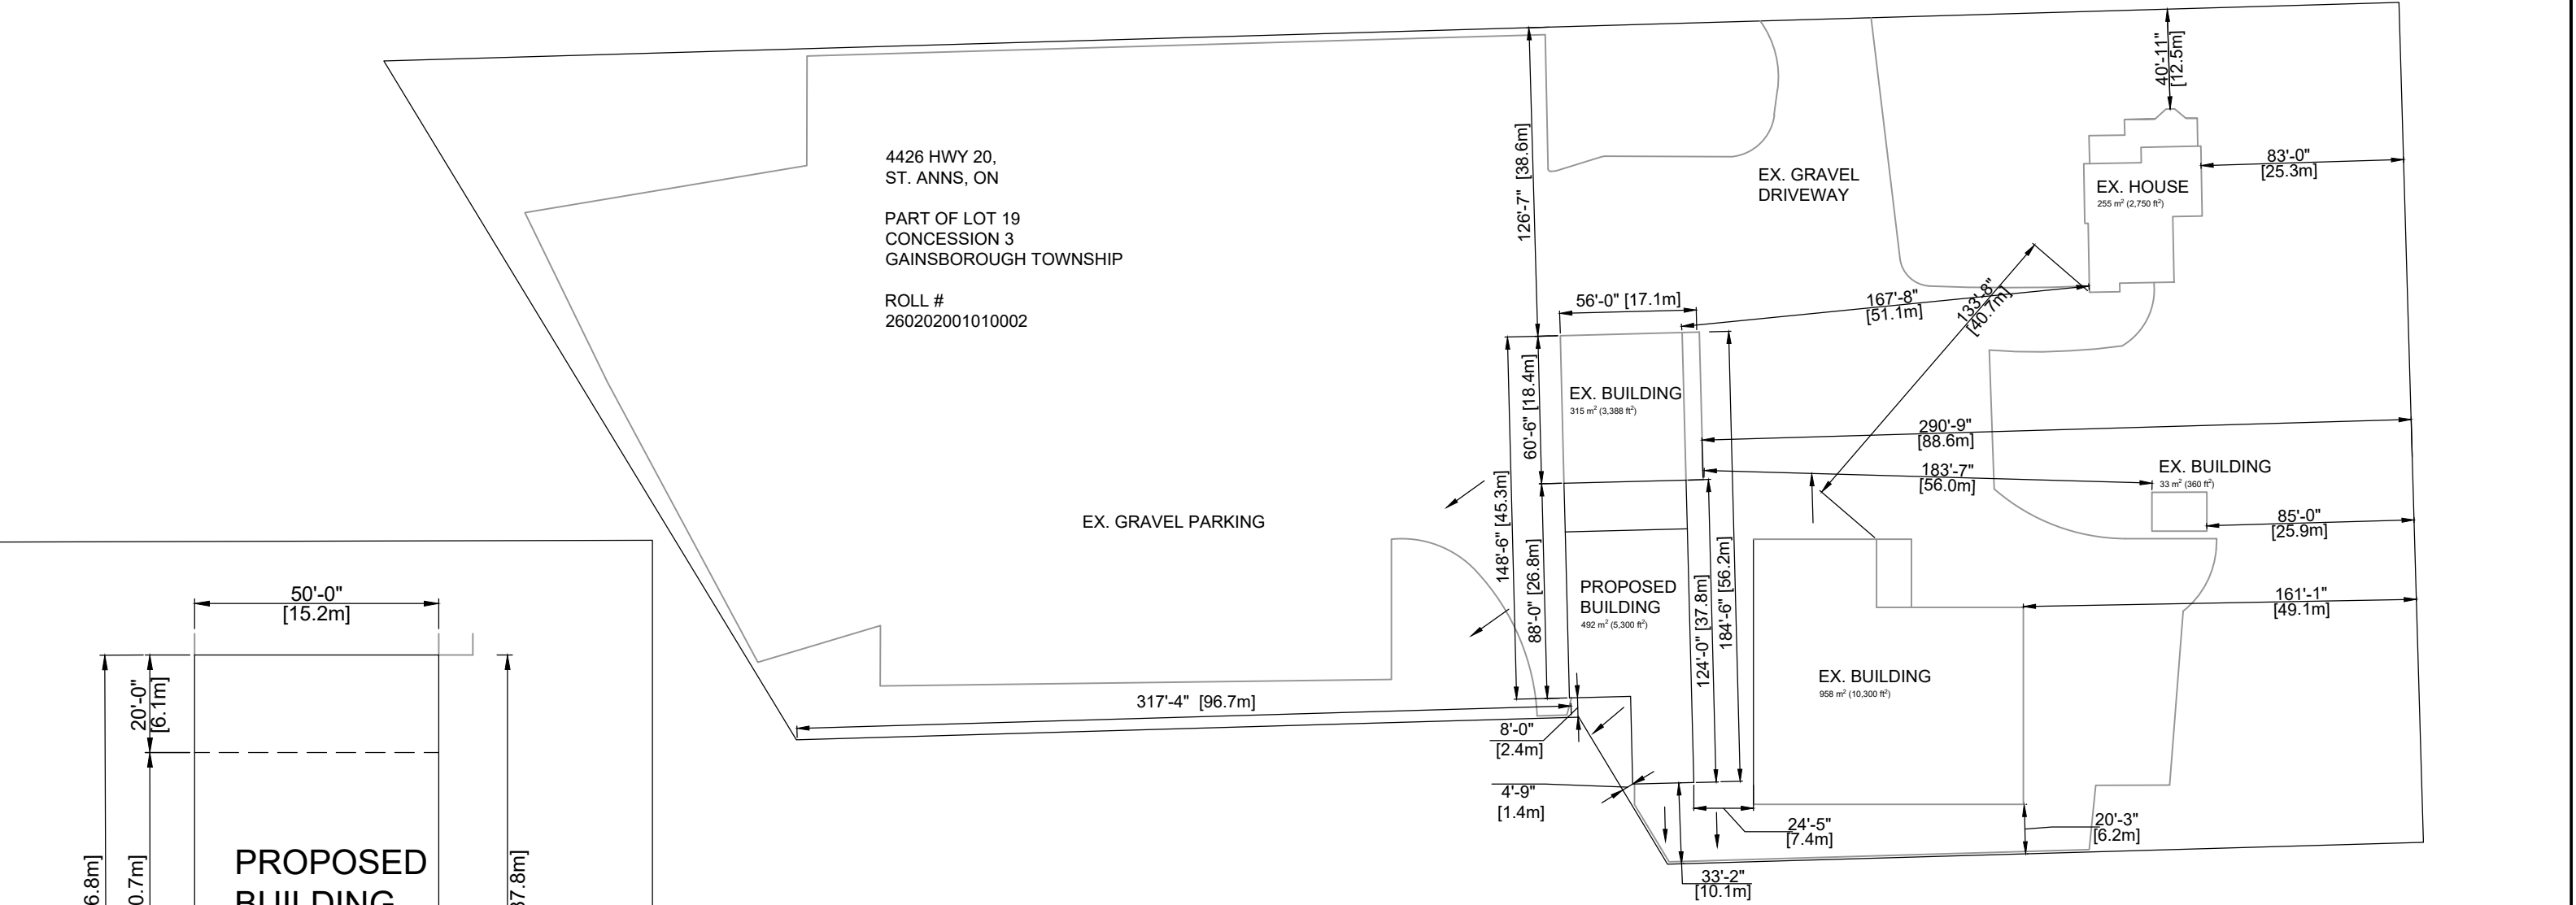 40'-11"
[12.5m]
126'-7" [38.6m]
4426 HWY 20,
ST. ANNS, ON
PART OF LOT 19
CONCESSION 3
GAINSBOROUGH TOWNSHIP
ROLL #
260202001010002
EX. GRAVEL
DRIVEWAY
83'-0"
[25.3m]
EX. HOUSE
255 m² (2,750 ft²)
56'-0" [17.1m]
167'-8"
[51.1m]
133'-8"
[40.7m]
60'-6" [18.4m]
EX. BUILDING
315 m² (3,388 ft²)
290'-9"
[88.6m]
183'-7"
[56.0m]
EX. BUILDING
33 m² (360 ft²)
85'-0"
[25.9m]
EX. GRAVEL PARKING
148'-6" [45.3m]
88'-0" [26.8m]
PROPOSED
BUILDING
492 m² (5,300 ft²)
124'-0" [37.8m]
184'-6" [56.2m]
161'-1"
[49.1m]
EX. BUILDING
958 m² (10,300 ft²)
317'-4" [96.7m]
8'-0"
[2.4m]
4'-9"
[1.4m]
24'-5"
[7.4m]
20'-3"
[6.2m]
33'-2"
[10.1m]
50'-0"
[15.2m]
20'-0"
[6.1m]
6.8m]
0.7m]
PROPOSED
BUILDING
37.8m]